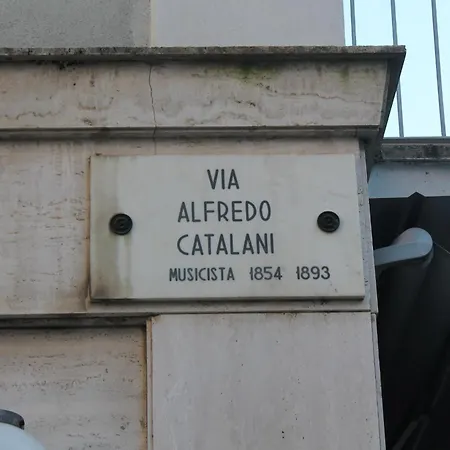 VIA
ALFREDO
CATALANI
MUSICISTA 1854 1893